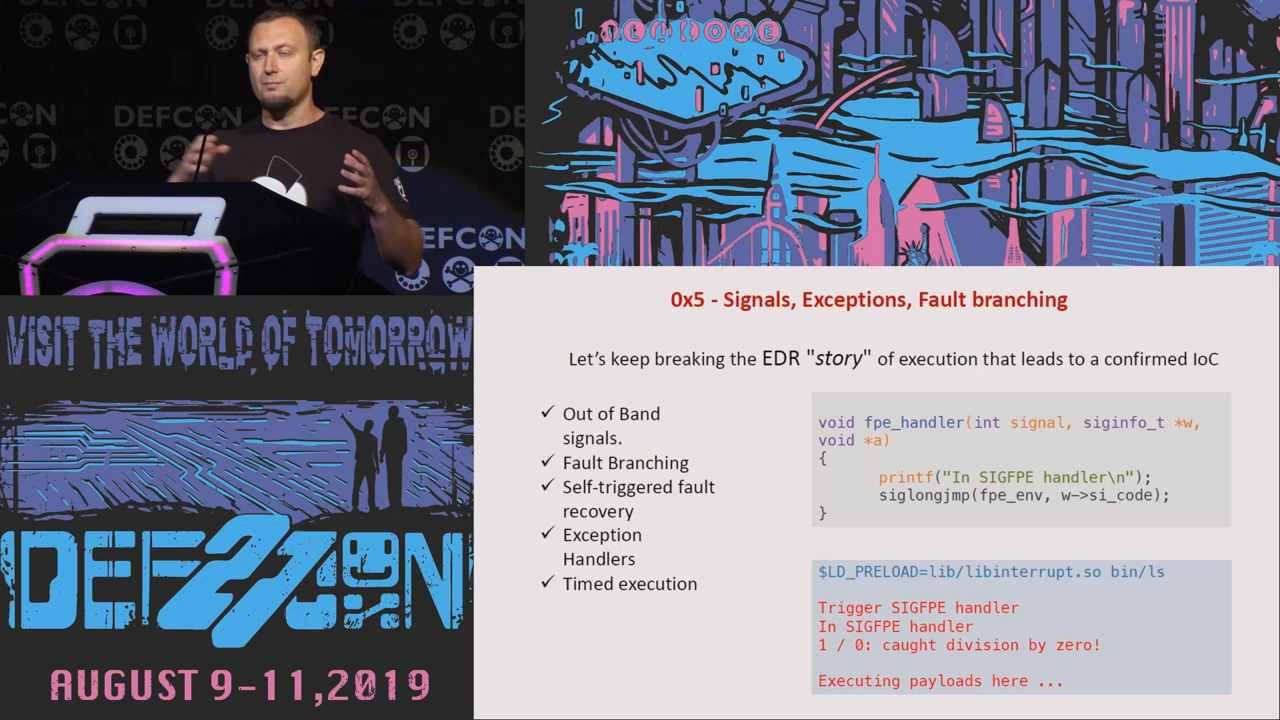 DEFCON
DEFCON
EFCON
WELCOME
VISIT THE WORLD OF TOMORROW
DEF27CON
AUGUST 9-11,2019
0x5 - Signals, Exceptions, Fault branching
Let's keep breaking the EDR "story" of execution that leads to a confirmed IoC
✓ Out of Band
signals.
✓ Fault Branching
✓ Self-triggered fault
recovery
✓ Exception
Handlers
✓ Timed execution
void fpe_handler(int signal, siginfo_t *w,
void *a)
{
printf("In SIGFPE handler\n");
siglongjmp(fpe_env, w->si_code);
}
$LD_PRELOAD=lib/libinterrupt.so bin/ls
Trigger SIGFPE handler
In SIGFPE handler
1 / 0: caught division by zero!
Executing payloads here ...